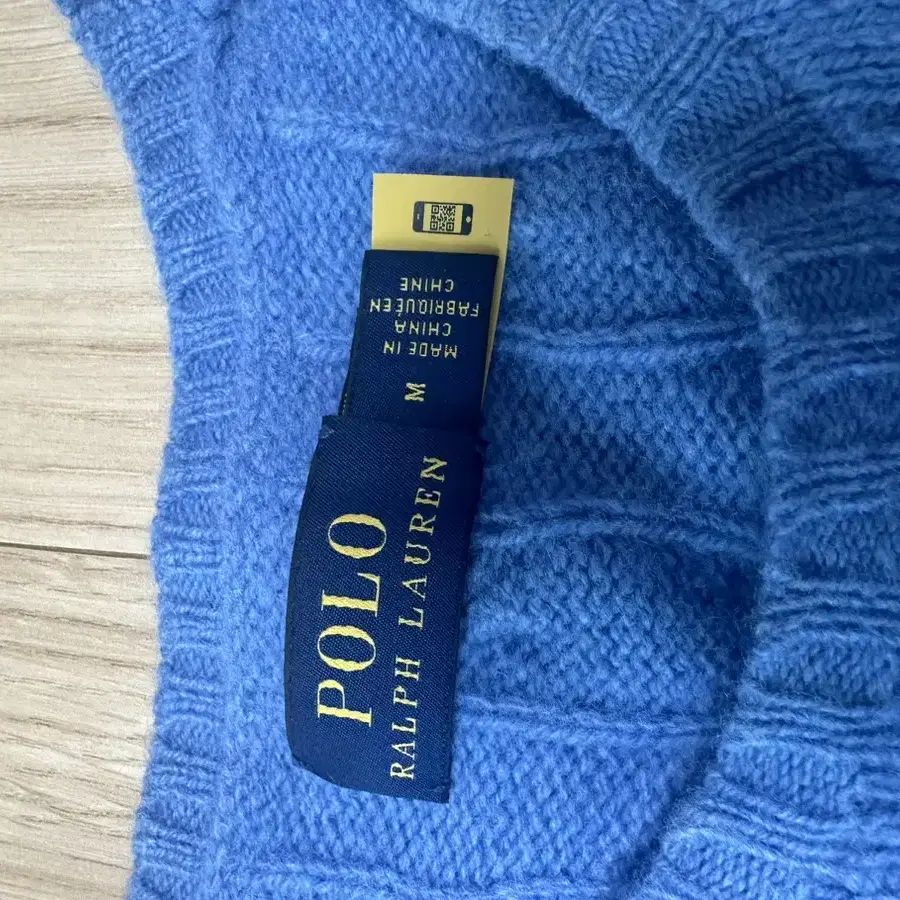 POLO
RALPH LAUREN
M
MADE IN
CHINA
FABRIQUÉ EN
CHINE